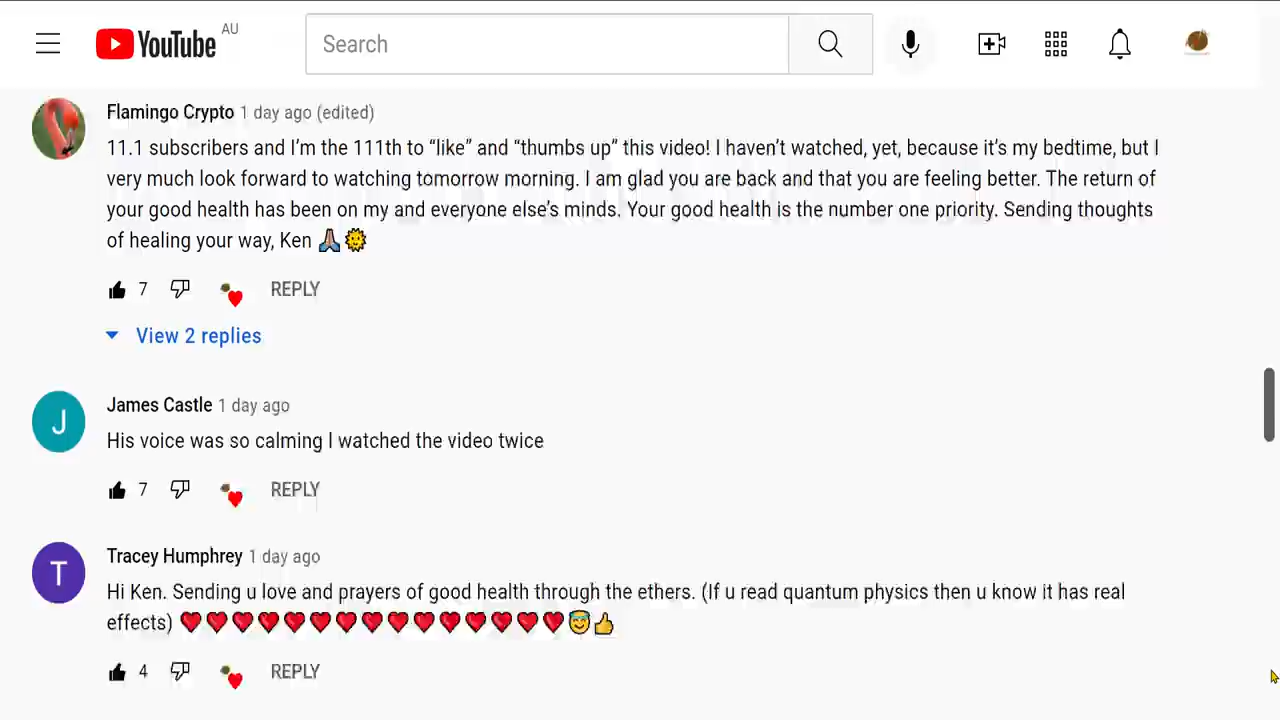 YouTube AU
Search
Flamingo Crypto 1 day ago (edited)
11.1 subscribers and I’m the 111th to “like” and “thumbs up” this video! I haven’t watched, yet, because it’s my bedtime, but I
very much look forward to watching tomorrow morning. I am glad you are back and that you are feeling better. The return of
your good health has been on my and everyone else’s minds. Your good health is the number one priority. Sending thoughts
of healing your way, Ken 🙏🏽🌞
7 REPLY
View 2 replies
J
James Castle 1 day ago
His voice was so calming I watched the video twice
7 REPLY
T
Tracey Humphrey 1 day ago
Hi Ken. Sending u love and prayers of good health through the ethers. (If u read quantum physics then u know it has real
effects) ❤️❤️❤️❤️❤️❤️❤️❤️❤️❤️❤️❤️❤️❤️❤️😇👍
4 REPLY